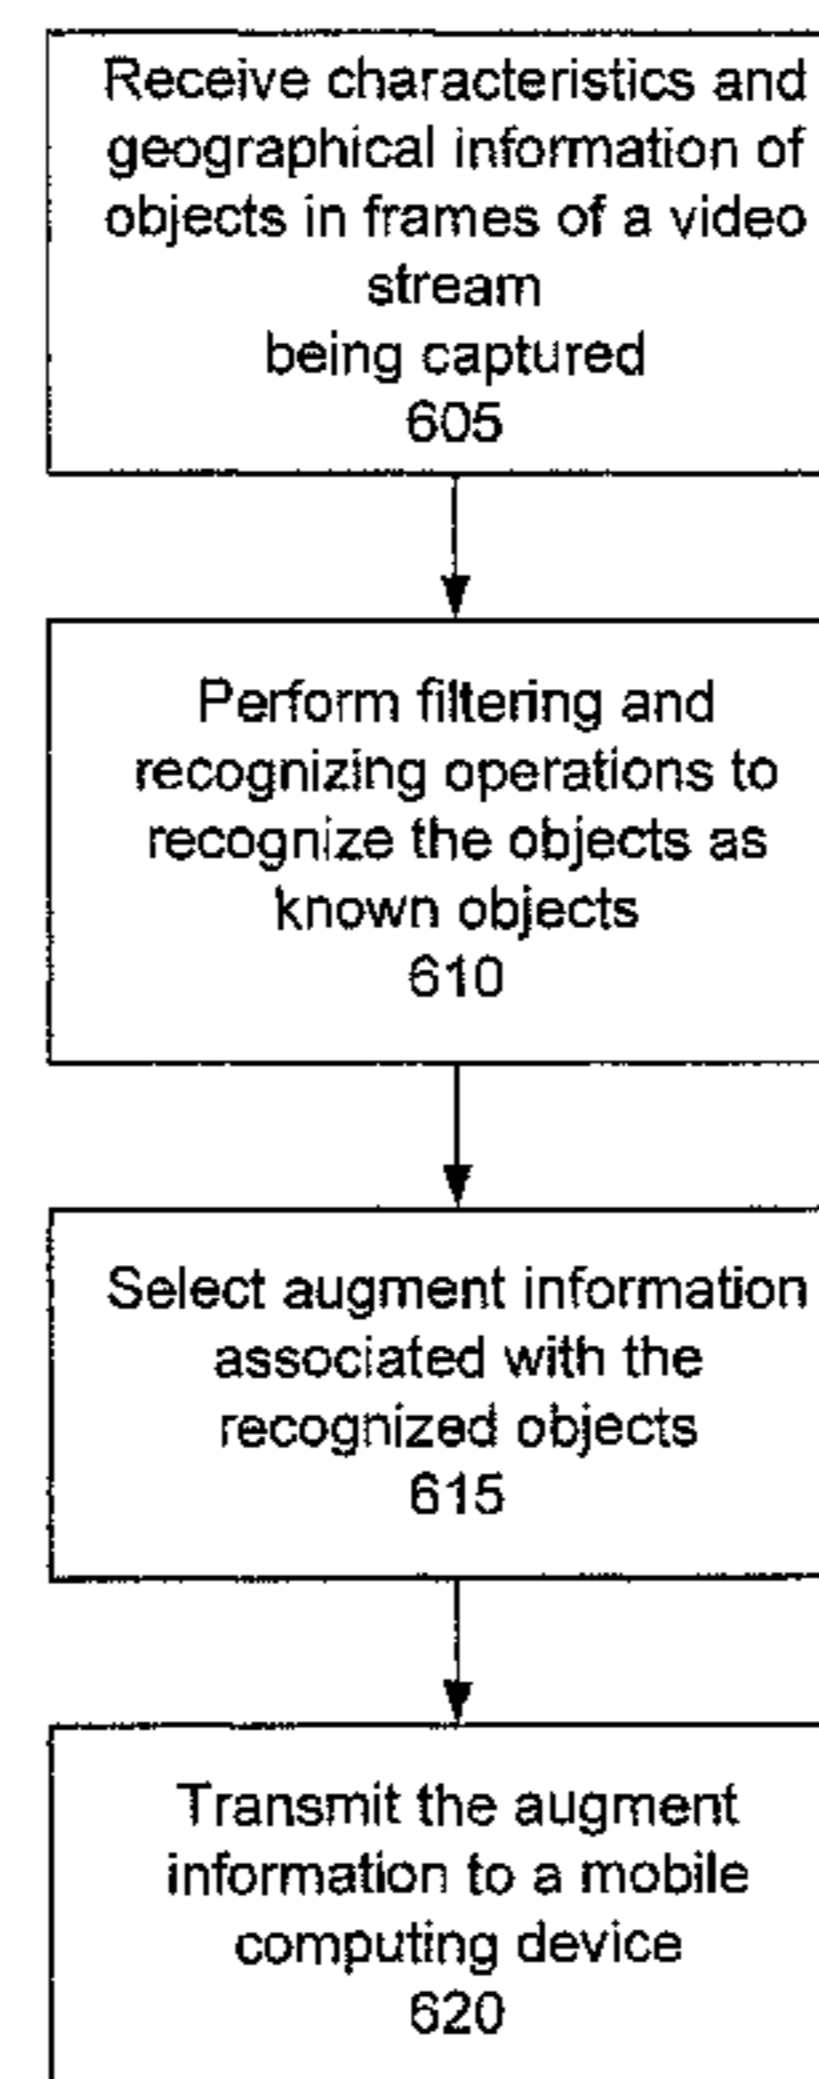 Receive characteristics and
geographical information of
objects in frames of a video
stream
being captured
605
Perform filtering and
recognizing operations to
recognize the objects as
known objects
610
Select augment information
associated with the
recognized objects
615
Transmit the augment
information to a mobile
computing device
620